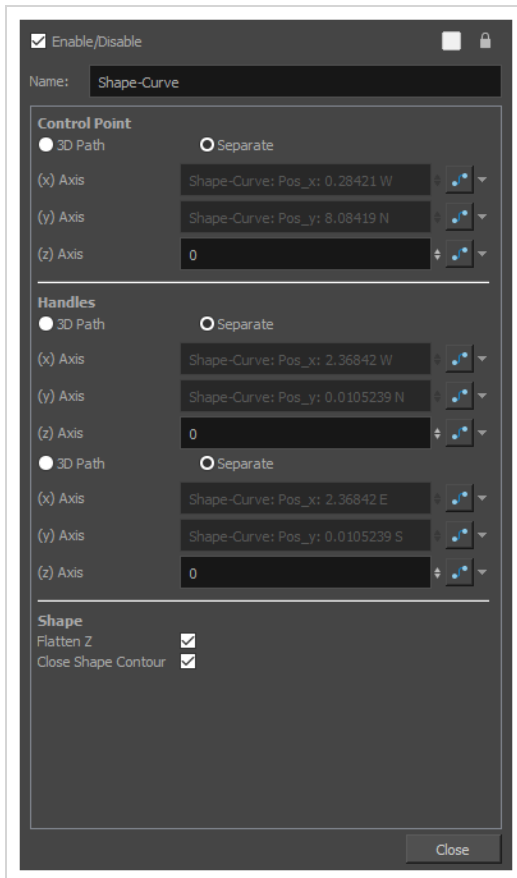 Enable/Disable
Name: Shape-Curve
Control Point
3D Path Separate
(x) Axis Shape-Curve: Pos_x: 0.28421 W
(y) Axis Shape-Curve: Pos_y: 8.08419 N
(z) Axis 0
Handles
3D Path Separate
(x) Axis Shape-Curve: Pos_x: 2.36842 W
(y) Axis Shape-Curve: Pos_y: 0.0105239 N
(z) Axis 0
3D Path Separate
(x) Axis Shape-Curve: Pos_x: 2.36842 E
(y) Axis Shape-Curve: Pos_y: 0.0105239 S
(z) Axis 0
Shape
Flatten Z
Close Shape Contour
Close